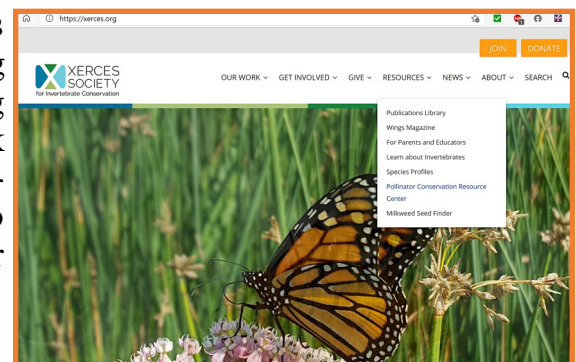 https://xerces.org
JOIN DONATE
XERCES
SOCIETY
for Invertebrate Conservation
OUR WORK GET INVOLVED GIVE RESOURCES NEWS ABOUT SEARCH
Publications Library
Wings Magazine
For Parents and Educators
Learn about Invertebrates
Species Profiles
Pollinator Conservation Resource
Center
Milkweed Seed Finder